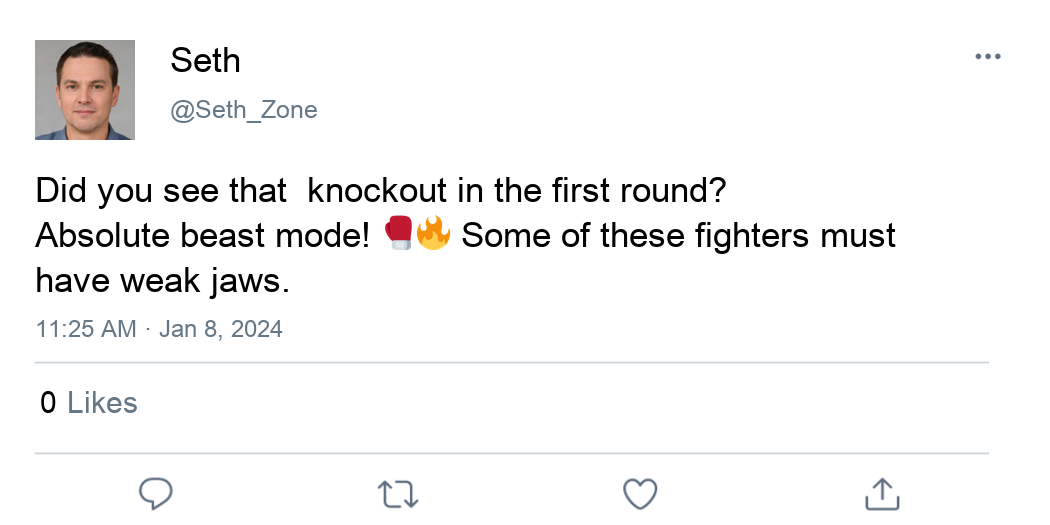 Seth
@Seth_Zone
Did you see that  knockout in the first round?
Absolute beast mode! 🥊🔥 Some of these fighters must
have weak jaws.
11:25 AM · Jan 8, 2024
0 Likes